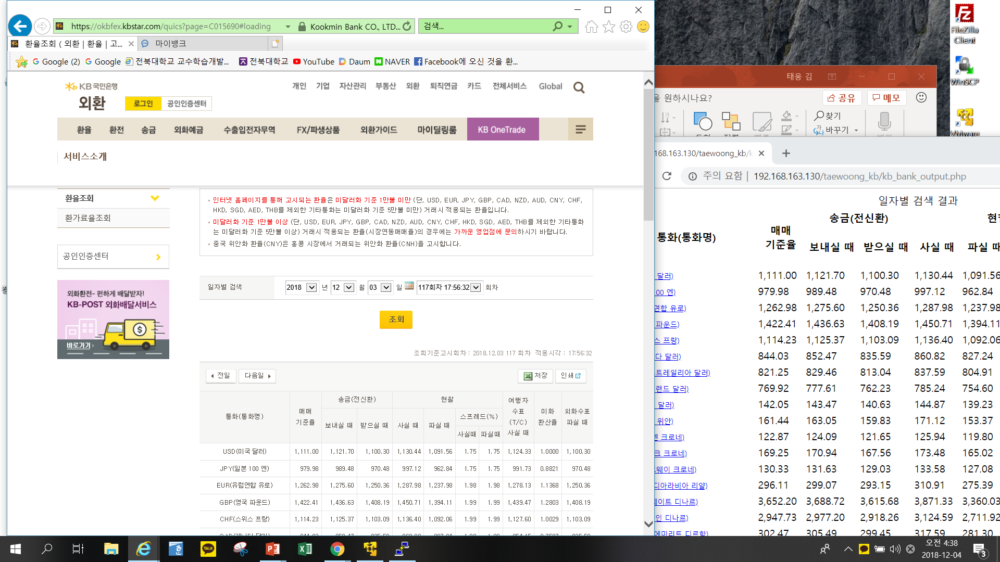 https://okbfex.kbstar.com/quics?page=C015690#loading
Kookmin Bank CO., LTD...
검색...
환율조회 ( 외환 | 환율 | 고...
마이뱅크
Google (2)
Google
전북대학교 교수학습개발...
전북대학교
YouTube
Daum
NAVER
Facebook에 오신 것을 환...
KB 국민은행
외환
로그인
공인인증센터
개인 기업 자산관리 부동산 외환 퇴직연금 카드 전체서비스 Global
환율 환전 송금 외화예금 수출입전자무역 FX/파생상품 외환가이드 마이딜링룸 KB OneTrade
서비스소개
환율조회
환가료율조회
공인인증센터
외화환전~ 편하게 배달받자!
KB-POST 외화배달서비스
바로가기
인터넷 홈페이지를 통해 고시되는 환율은 미달러화 기준 1만불 미만 (단, USD, EUR, JPY, GBP, CAD, NZD, AUD, CNY, CHF,
HKD, SGD, AED, THB를 제외한 기타통화는 미달러화 기준 5만불 미만) 거래시 적용되는 환율입니다.
미달러화 기준 1만불 이상 (단, USD, EUR, JPY, GBP, CAD, NZD, AUD, CNY, CHF, HKD, SGD, AED, THB를 제외한 기타통화
는 미달러화 기준 5만불 이상) 거래시 적용되는 환율(시장연동매매율)의 경우에는 가까운 영업점에 문의하시기 바랍니다.
중국 위안화 환율(CNY)은 홍콩 시장에서 거래되는 위안화 환율(CNH)을 고시합니다.
일자별 검색 2018 년 12 월 03 일 117회차 17:56:32 회차
조회
조회기준고시회차 : 2018.12.03 117 회차 적용시각 : 17:56:32
전일 다음일 저장 인쇄
통화(통화명) 매매 기준율 송금(전신환) 현찰 여행자 수표 (T/C) 사실 때 미화 환산율 외화수표 파실 때
보내실 때 받으실 때 사실 때 파실 때 스프레드(%)
사실때 파실때
USD(미국 달러) 1,111.00 1,121.70 1,100.30 1,130.44 1,091.56 1.75 1.75 1,124.33 1.0000 1,100.30
JPY(일본 100 엔) 979.98 989.48 970.48 997.12 962.84 1.75 1.75 991.73 0.8821 970.48
EUR(유럽연합 유로) 1,262.98 1,275.60 1,250.36 1,287.98 1,237.98 1.98 1.98 1,278.13 1.1368 1,250.36
GBP(영국 파운드) 1,422.41 1,436.63 1,408.19 1,450.71 1,394.11 1.99 1.99 1,439.47 1.2803 1,408.19
CHF(스위스 프랑) 1,114.23 1,125.37 1,103.09 1,136.40 1,092.06 1.99 1.99 1,127.60 1.0029 1,103.09
FileZilla
Client
WinSCP
VMware
태웅 김
을 원하시나요?
공유
메모
찾기
바꾸기
168.163.130/taewoong_kb/k
주의 요함 | 192.168.163.130/taewoong_kb/kb_bank_output.php
일자별 검색 결과
통화(통화명) 매매 기준율 송금(전신환)
보내실 때 받으실 때 사실 때 파실 때
달러) 1,111.00 1,121.70 1,100.30 1,130.44 1,091.56
00 엔) 979.98 989.48 970.48 997.12 962.84
연합 유로) 1,262.98 1,275.60 1,250.36 1,287.98 1,237.98
파운드) 1,422.41 1,436.63 1,408.19 1,450.71 1,394.11
스 프랑) 1,114.23 1,125.37 1,103.09 1,136.40 1,092.06
다 달러) 844.03 852.47 835.59 860.82 827.24
트레일리아 달러) 821.25 829.46 813.04 837.59 804.91
랜드 달러) 769.92 777.61 762.23 785.24 754.60
달러) 142.05 143.47 140.63 144.87 139.23
위안) 161.44 163.05 159.83 171.12 153.37
크로네) 122.87 124.09 121.65 125.94 119.80
크 크로네) 169.25 170.94 167.56 173.48 165.02
웨이 크로네) 130.33 131.63 129.03 133.58 127.08
디아라비아 리얄) 296.11 299.07 293.15 310.91 275.39
이트 디나르) 3,652.20 3,688.72 3,615.68 3,871.33 3,360.03
인 디나르) 2,947.73 2,977.20 2,918.26 3,124.59 2,711.92
에미리트 디르함) 302.47 305.49 299.45 317.59 281.30
오전 4:38
2018-12-04
3